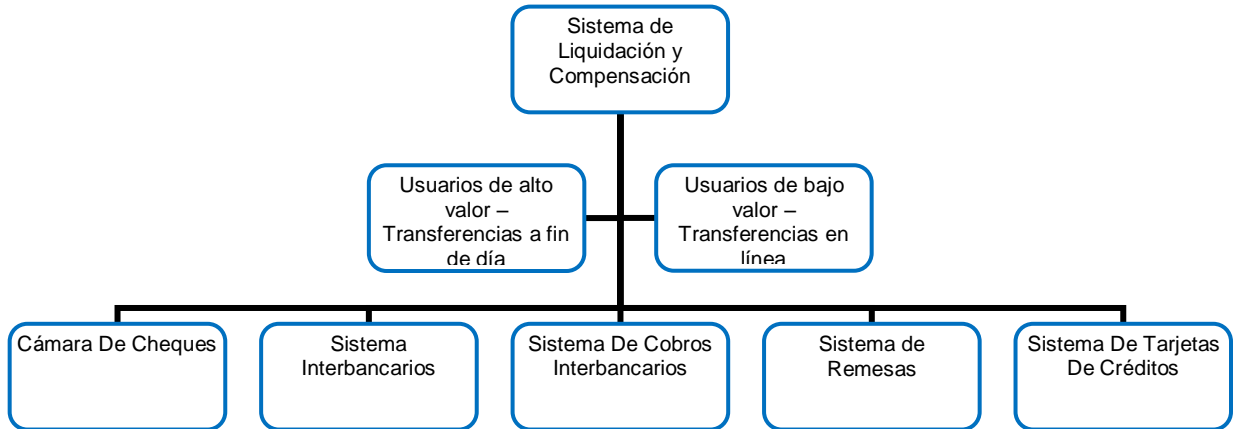 Sistema de
Liquidación y
Compensación
Usuarios de alto
valor –
Transferencias a fin
de día
Usuarios de bajo
valor –
Transferencias en
línea
Cámara De Cheques
Sistema
Interbancarios
Sistema De Cobros
Interbancarios
Sistema de
Remesas
Sistema De Tarjetas
De Créditos